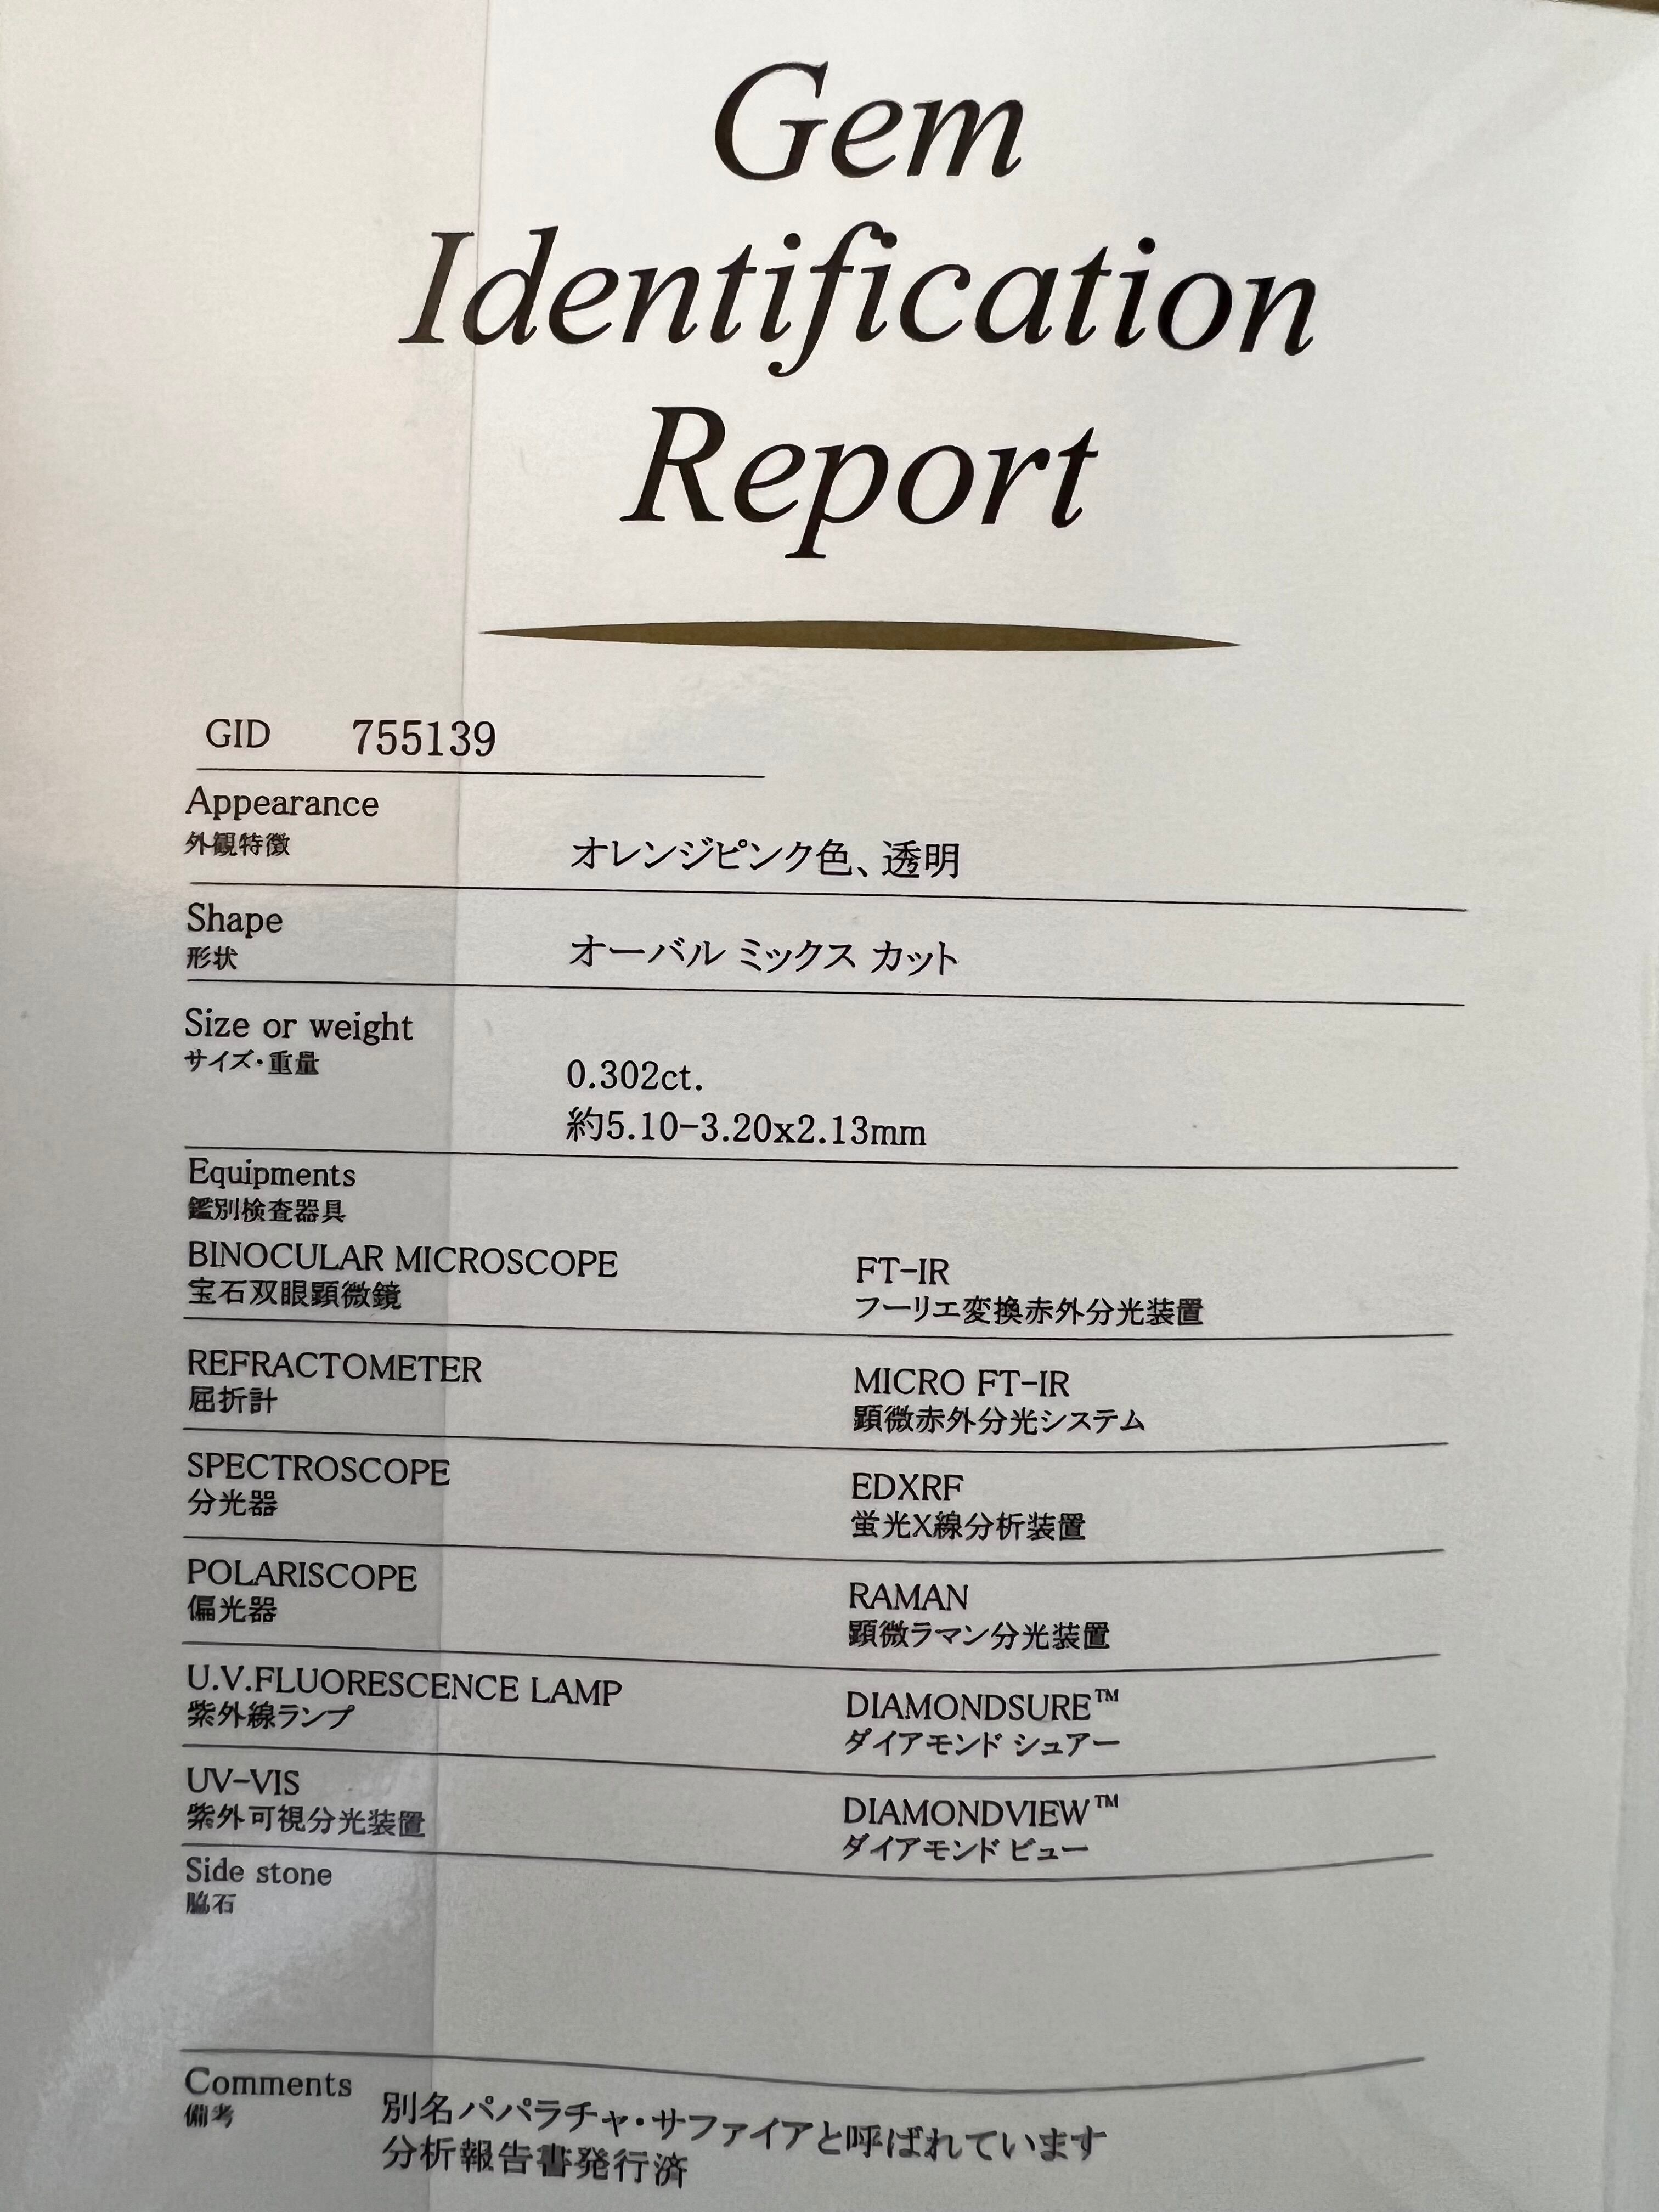 Gem
Identification
Report
GID 755139
Appearance
外観特徴
オレンジピンク色、透明
Shape
形状
オーバル ミックス カット
Size or weight
サイズ・重量
0.302ct.
約5.10-3.20x2.13mm
Equipments
鑑別検査器具
BINOCULAR MICROSCOPE
宝石双眼顕微鏡
FT-IR
フーリエ変換赤外分光装置
REFRACTOMETER
屈折計
MICRO FT-IR
顕微赤外分光システム
SPECTROSCOPE
分光器
EDXRF
蛍光X線分析装置
POLARISCOPE
偏光器
RAMAN
顕微ラマン分光装置
U.V.FLUORESCENCE LAMP
紫外線ランプ
DIAMONDSURE™
ダイアモンド シュアー
UV-VIS
紫外可視分光装置
DIAMONDVIEW™
ダイアモンド ビュー
Side stone
脇石
Comments
備考
別名パパラチャ・サファイアと呼ばれています
分析報告書発行済